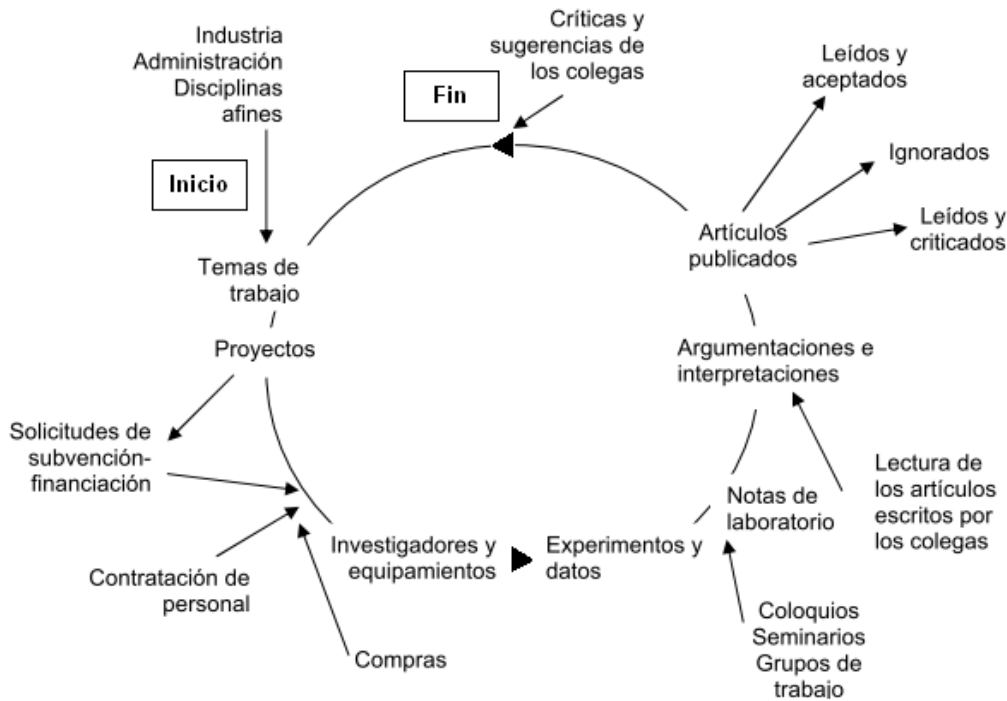 Industria
Administración
Disciplinas
afines
Inicio
Fin
Críticas y
sugerencias de
los colegas
Leídos y
aceptados
Ignorados
Leídos y
criticados
Artículos
publicados
Temas de
trabajo
Proyectos
Argumentaciones e
interpretaciones
Solicitudes de
subvención-
financiación
Lectura de
los artículos
escritos por
los colegas
Notas de
laboratorio
Investigadores y
equipamientos
Experimentos y
datos
Contratación de
personal
Compras
Coloquios
Seminarios
Grupos de
trabajo